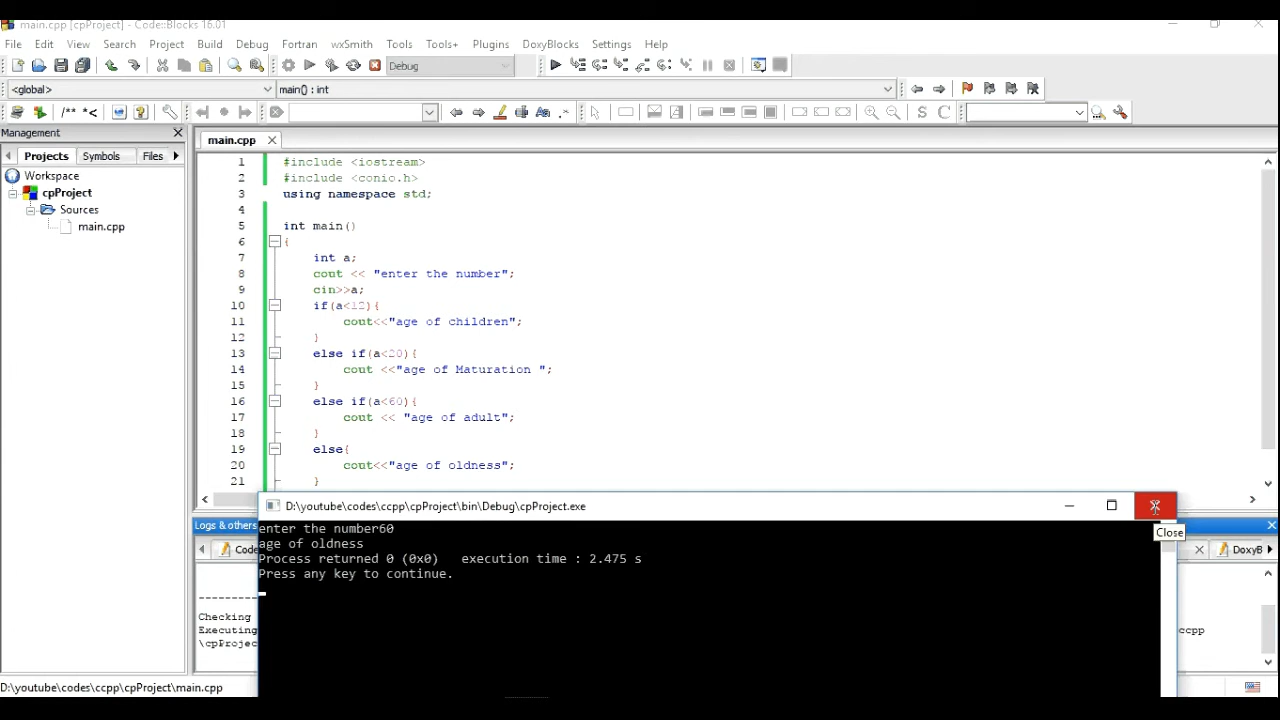 main.cpp [cpProject] - Code::Blocks 16.01
File Edit View Search Project Build Debug Fortran wxSmith Tools Tools+ Plugins DoxyBlocks Settings Help
Debug
<global> main() : int
/** *<
Management
main.cpp
Projects Symbols Files
Workspace
cpProject
Sources
main.cpp
1 #include <iostream>
2 #include <conio.h>
3 using namespace std;
4
5 int main()
6 {
7 int a;
8 cout << "enter the number";
9 cin>>a;
10 if(a<12){
11 cout<<"age of children";
12 }
13 else if(a<20){
14 cout <<"age of Maturation ";
15 }
16 else if(a<60){
17 cout << "age of adult";
18 }
19 else{
20 cout<<"age of oldness";
21 }
D:\youtube\codes\ccpp\cpProject\bin\Debug\cpProject.exe
Close
enter the number60
age of oldness
Process returned 0 (0x0) execution time : 2.475 s
Press any key to continue.
Logs & others
Code
DoxyB
----------
Checking
Executing
ccpp
\cpProjec
D:\youtube\codes\ccpp\cpProject\main.cpp